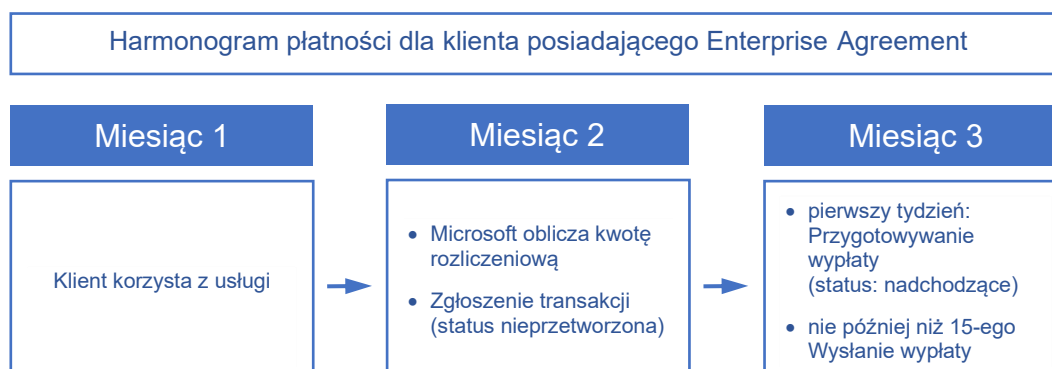 Harmonogram płatności dla klienta posiadającego Enterprise Agreement
Miesiąc 1
Klient korzysta z usługi
Miesiąc 2
• Microsoft oblicza kwotę
rozliczeniową
• Zgłoszenie transakcji
(status nieprzetworzona)
Miesiąc 3
• pierwszy tydzień:
Przygotowywanie
wypłaty
(status: nadchodzące)
• nie później niż 15-ego
Wysłanie wypłaty